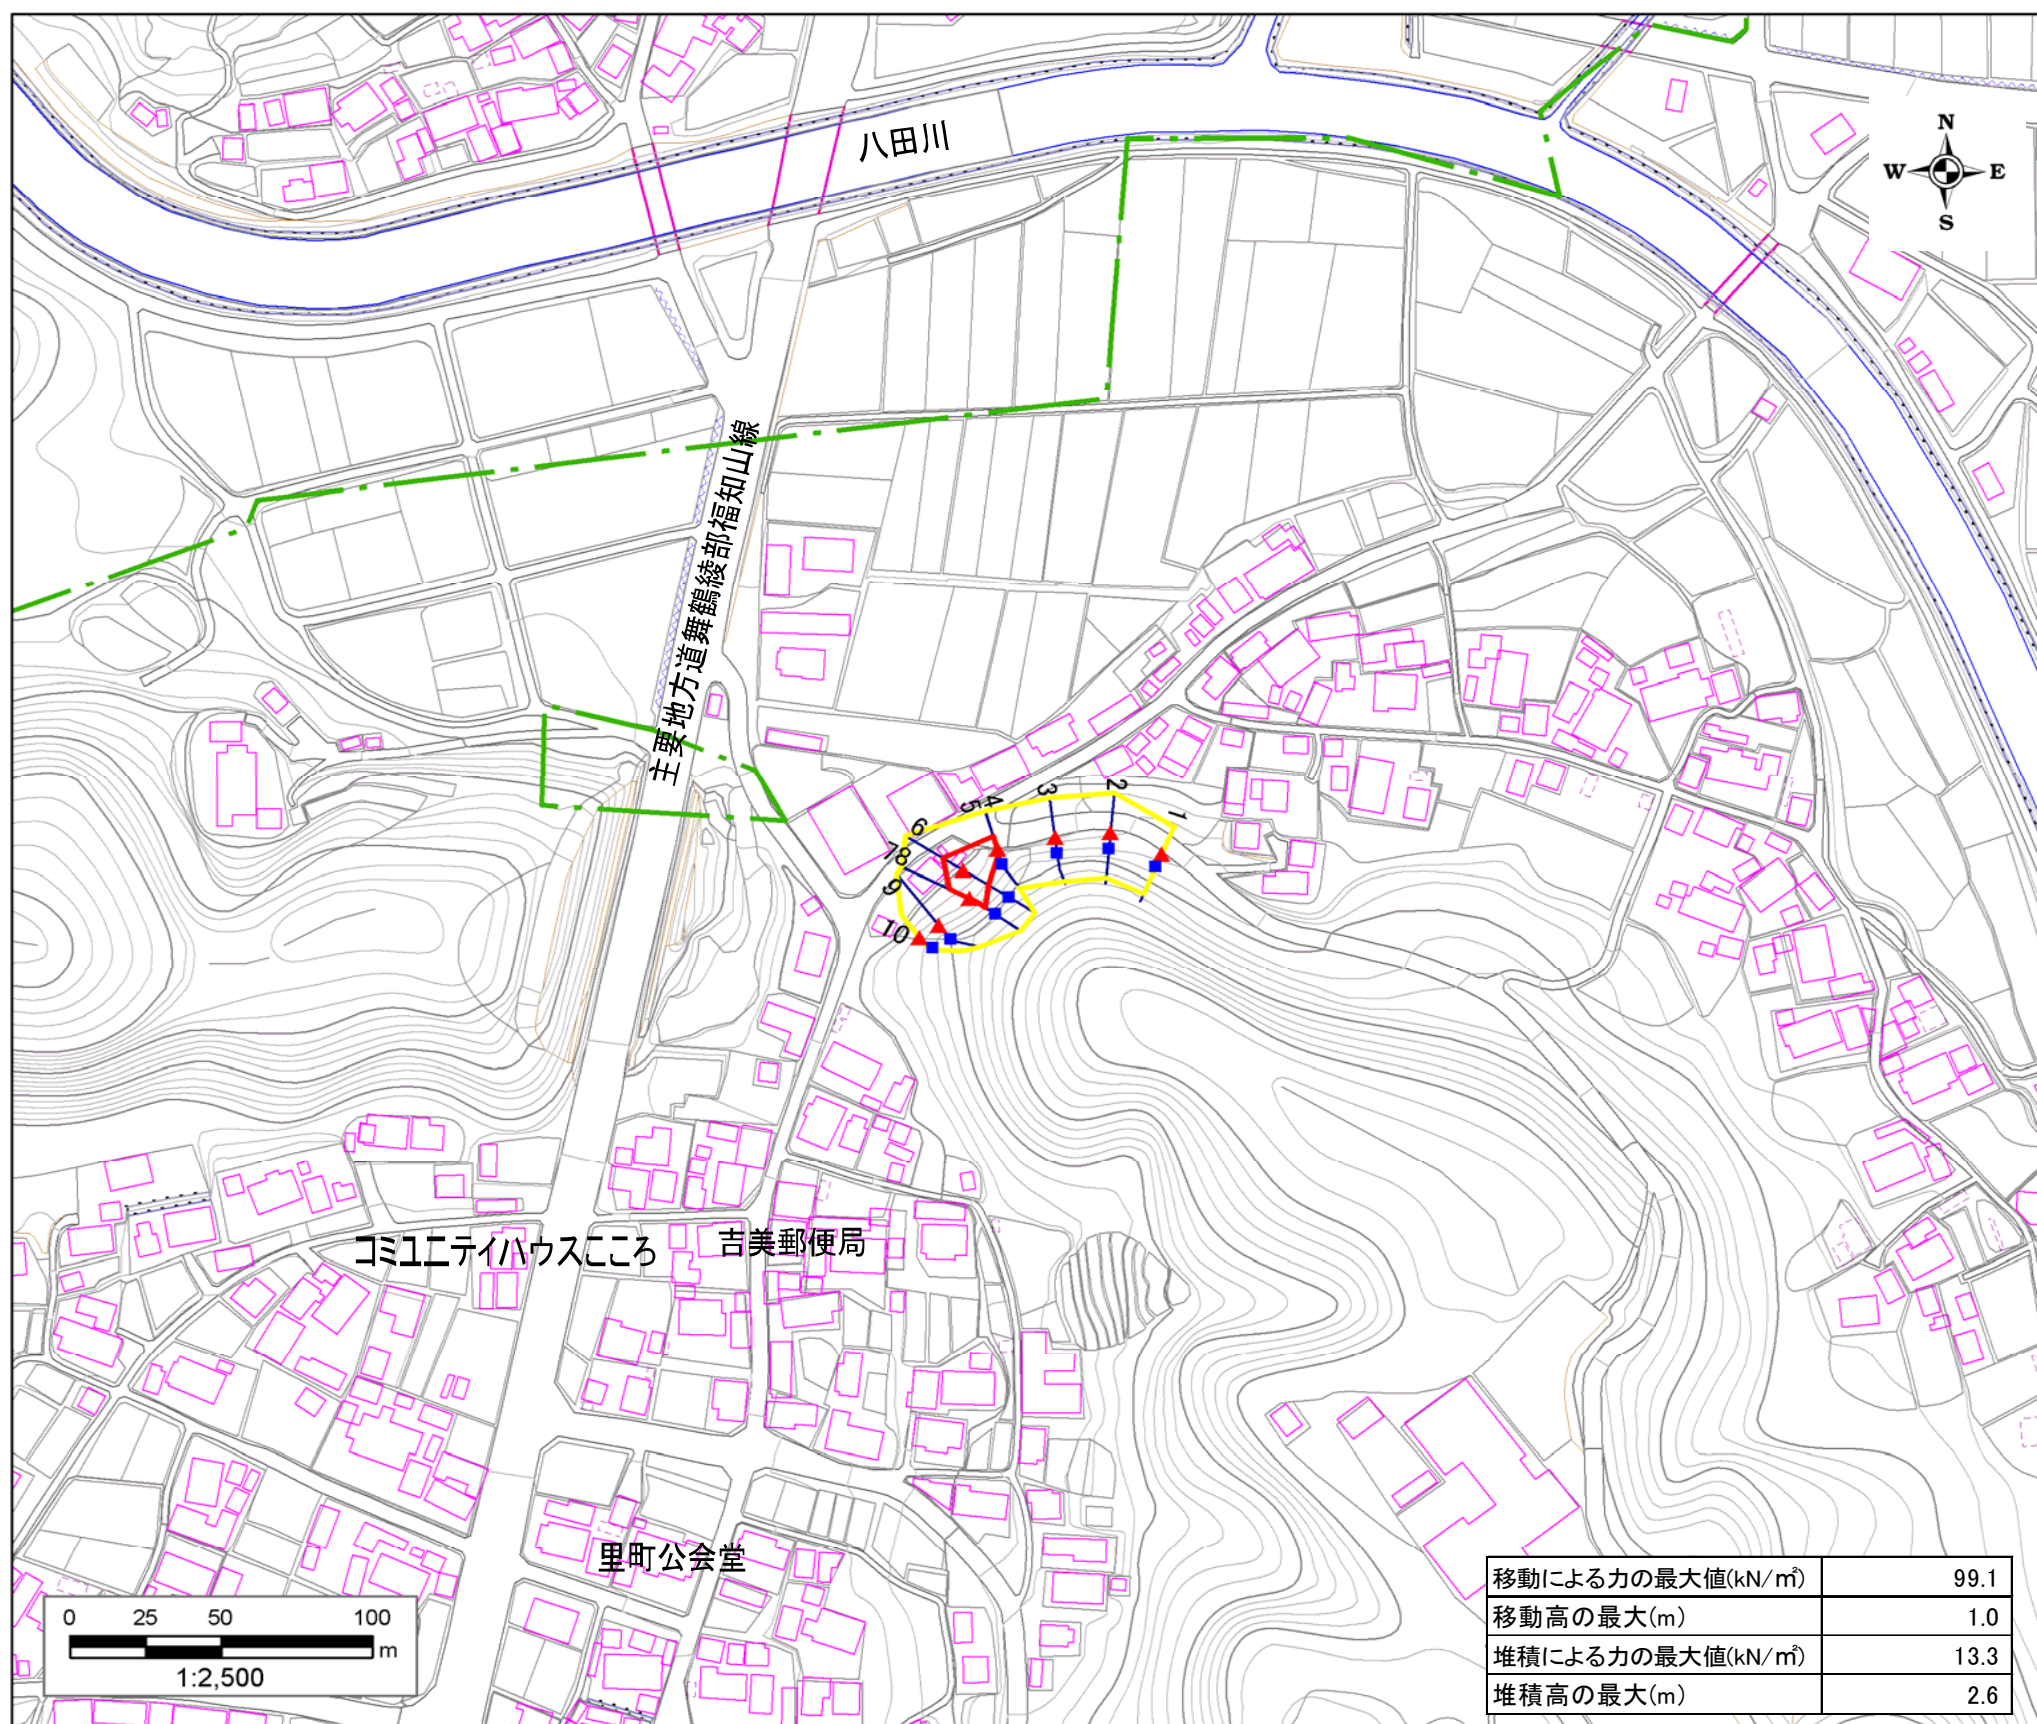 八田川
N
W E
S
主要地方道舞鶴綾部福知山線
1
2
3
4
5
6
7
8
9
10
コミュニテイハウスこころ
吉美郵便局
里町公会堂
0 25 50 100
m
1:2,500
移動による力の最大値(kN/㎡) 99.1
移動高の最大(m) 1.0
堆積による力の最大値(kN/㎡) 13.3
堆積高の最大(m) 2.6